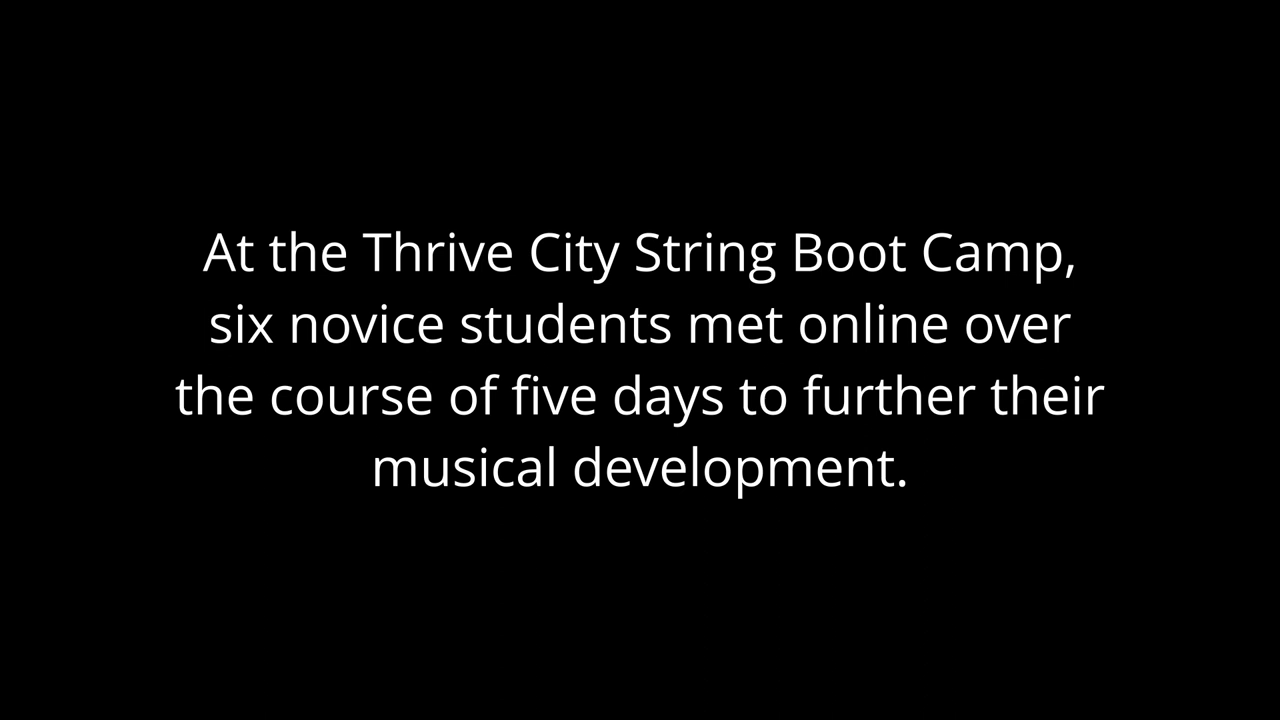 At the Thrive City String Boot Camp,
six novice students met online over
the course of five days to further their
musical development.